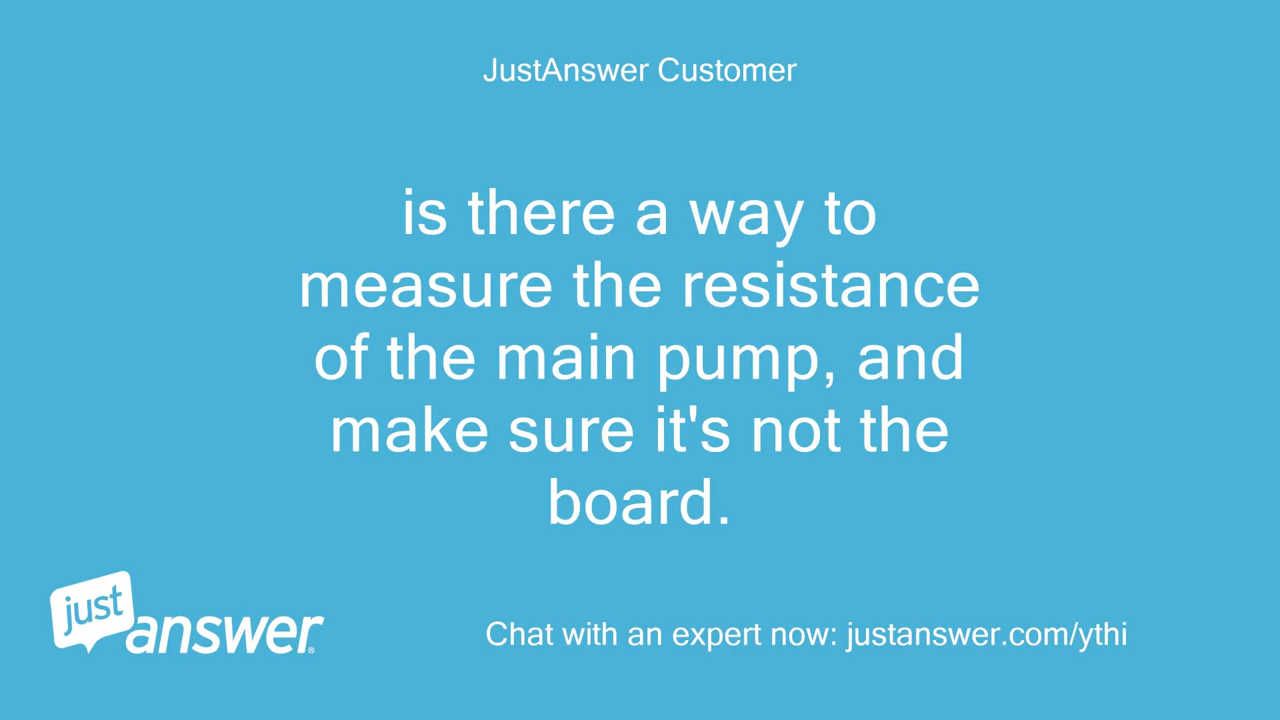 JustAnswer Customer
is there a way to
measure the resistance
of the main pump, and
make sure it's not the
board.
just
answer®
Chat with an expert now: justanswer.com/ythi